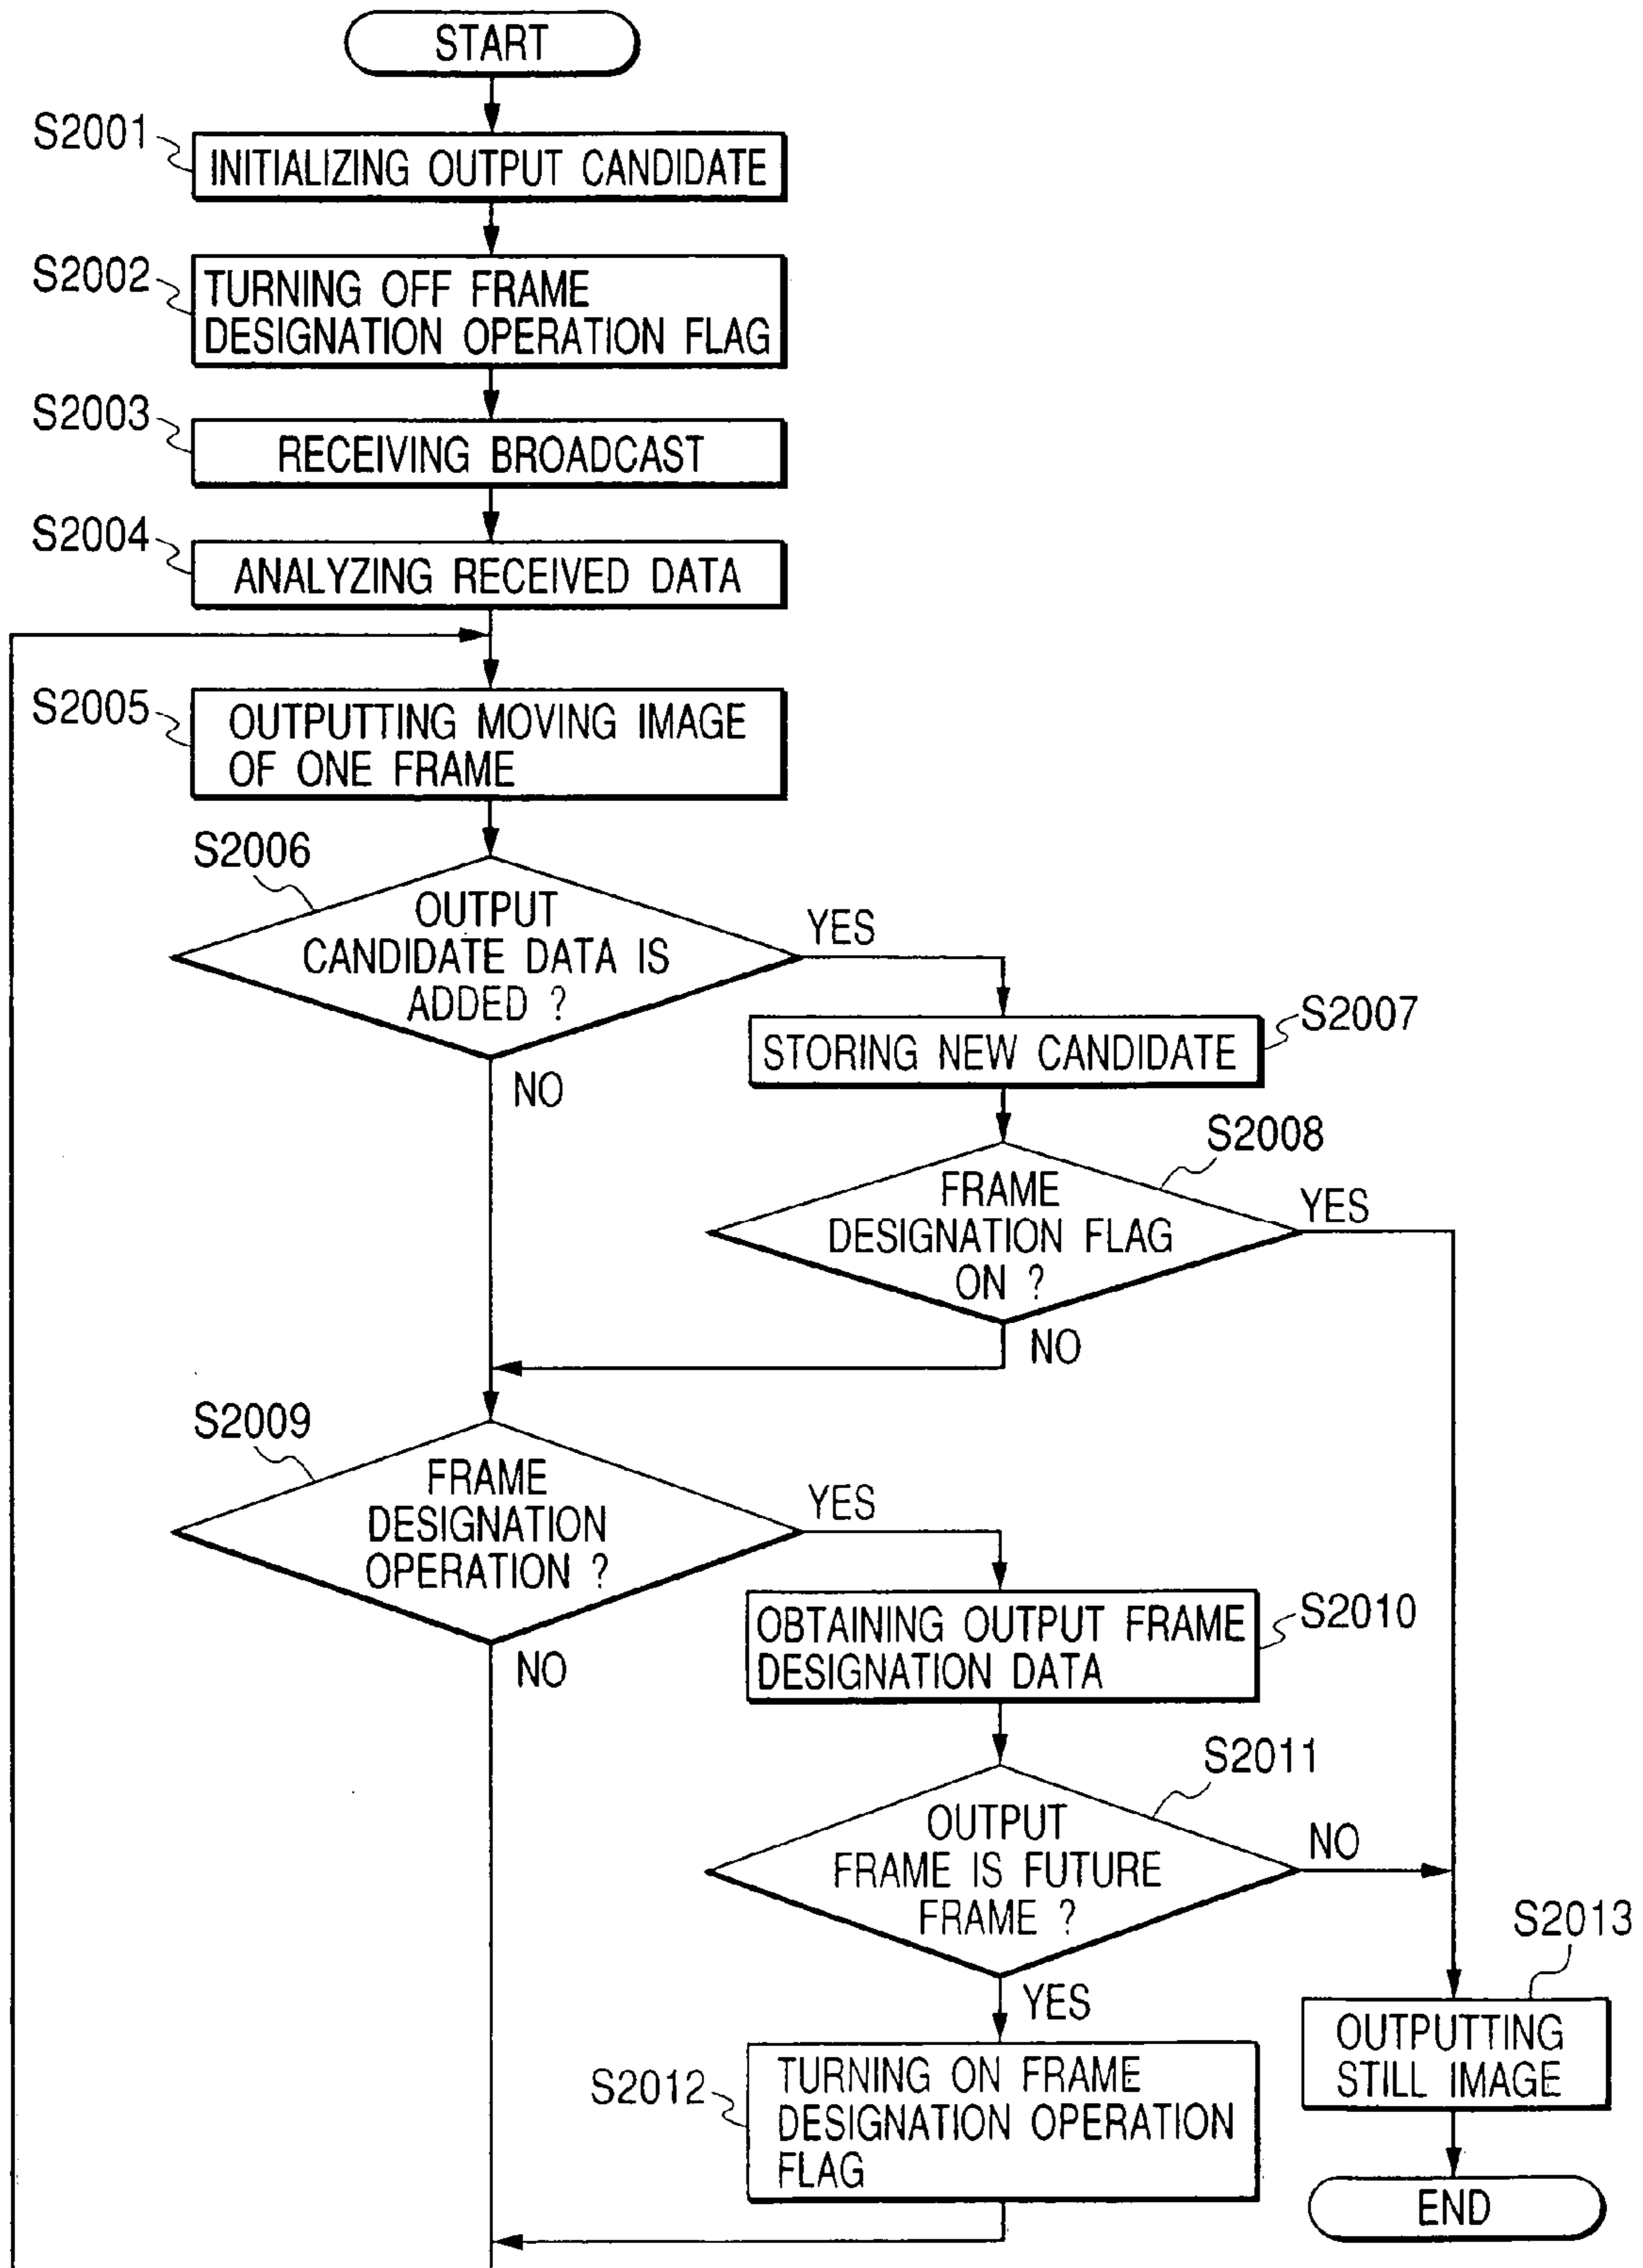 START
S2001
INITIALIZING OUTPUT CANDIDATE
S2002
TURNING OFF FRAME
DESIGNATION OPERATION FLAG
S2003
RECEIVING BROADCAST
S2004
ANALYZING RECEIVED DATA
S2005
OUTPUTTING MOVING IMAGE
OF ONE FRAME
S2006
OUTPUT
CANDIDATE DATA IS
ADDED ?
YES
NO
S2007
STORING NEW CANDIDATE
S2008
FRAME
DESIGNATION FLAG
ON ?
YES
NO
S2009
FRAME
DESIGNATION
OPERATION ?
YES
NO
S2010
OBTAINING OUTPUT FRAME
DESIGNATION DATA
S2011
OUTPUT
FRAME IS FUTURE
FRAME ?
NO
YES
S2012
TURNING ON FRAME
DESIGNATION OPERATION
FLAG
S2013
OUTPUTTING
STILL IMAGE
END